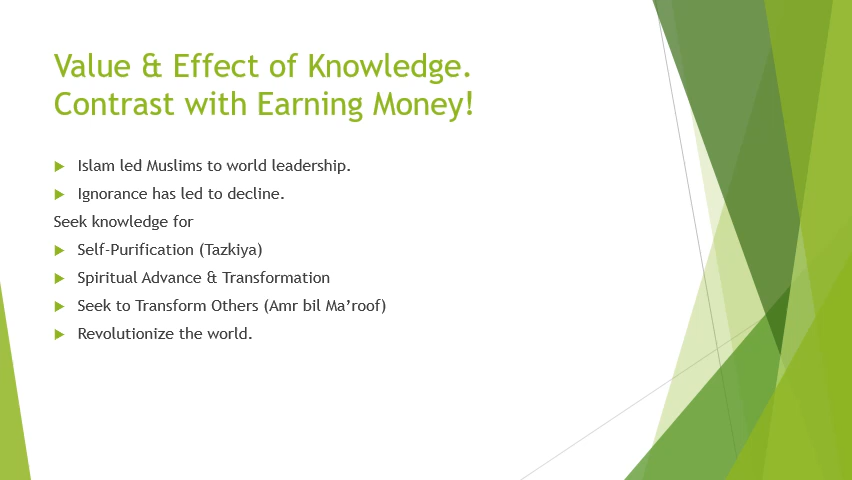 Value & Effect of Knowledge.
Contrast with Earning Money!
Islam led Muslims to world leadership.
Ignorance has led to decline.
Seek knowledge for
Self-Purification (Tazkiya)
Spiritual Advance & Transformation
Seek to Transform Others (Amr bil Ma’roof)
Revolutionize the world.